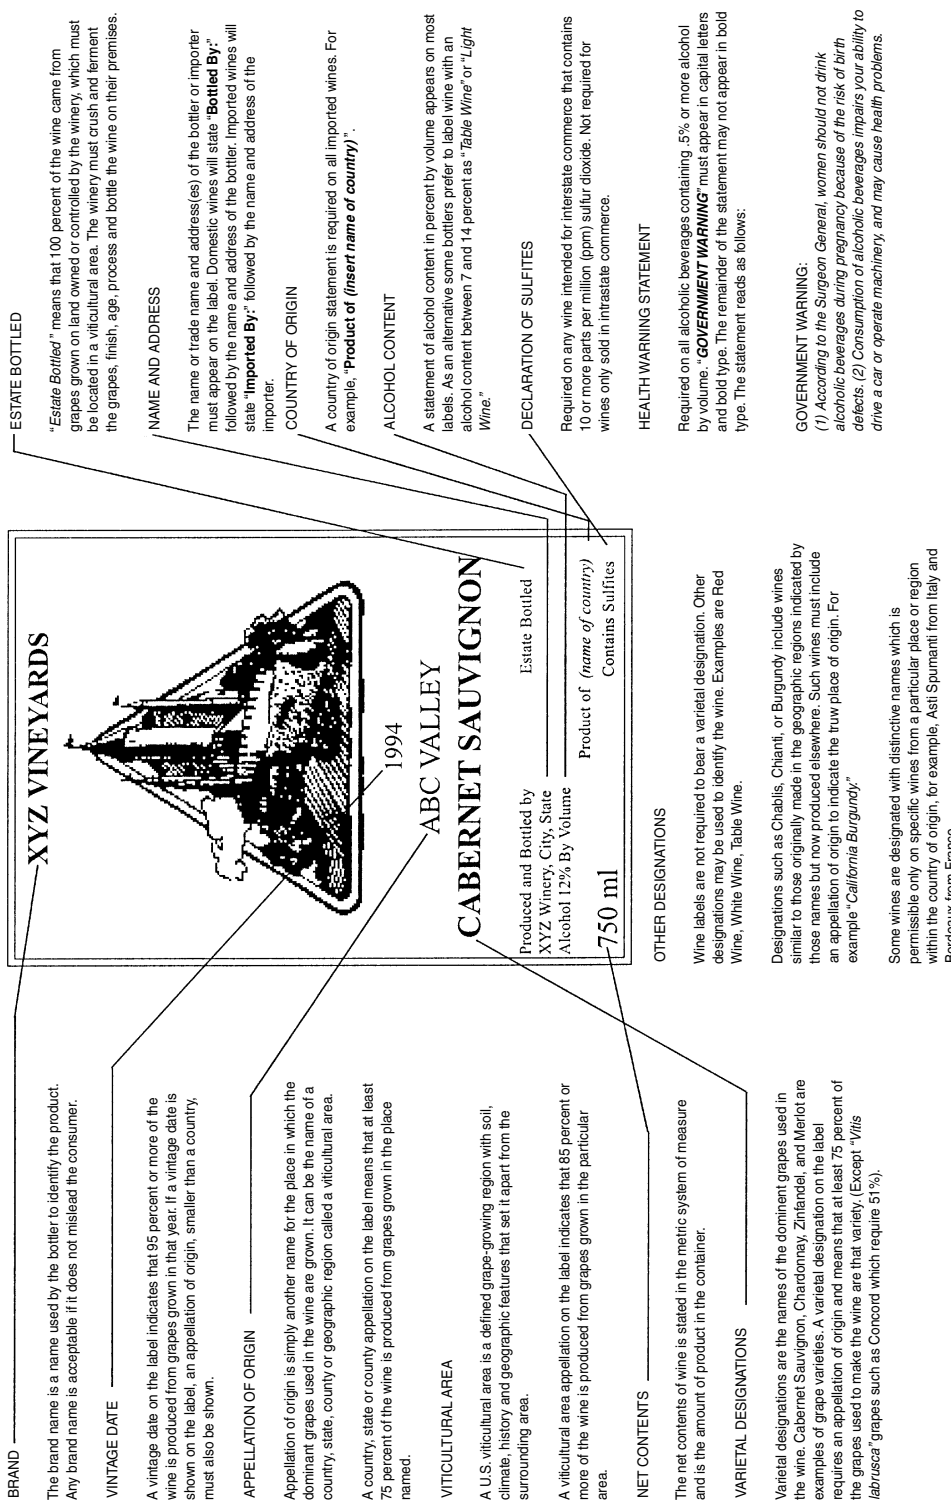 BRAND
The brand name is a name used by the bottler to identify the product.
Any brand name is acceptable if it does not mislead the consumer.
VINTAGE DATE
A vintage date on the label indicates that 95 percent or more of the
wine is produced from grapes grown in that year. If a vintage date is
shown on the label, an appellation of origin, smaller than a country,
must also be shown.
APPELLATION OF ORIGIN
Appellation of origin is simply another name for the place in which the
dominant grapes used in the wine are grown. It can be the name of a
country, state, county or geographic region called a viticultural area.
A country, state or county appellation on the label means that at least
75 percent of the wine is produced from grapes grown in the place
named.
VITICULTURAL AREA
A U.S. viticultural area is a defined grape-growing region with soil,
climate, history and geographic features that set it apart from the
surrounding area.
A viticultural area appellation on the label indicates that 85 percent or
more of the wine is produced from grapes grown in the particular
area.
NET CONTENTS
The net contents of wine is stated in the metric system of measure
and is the amount of product in the container.
VARIETAL DESIGNATIONS
Varietal designations are the names of the dominant grapes used in
the wine. Cabernet Sauvignon, Chardonnay, Zinfandel, and Merlot are
examples of grape varieties. A varietal designation on the label
requires an appellation of origin and means that at least 75 percent of
the grapes used to make the wine are that variety. (Except "Vitis
labrusca" grapes such as Concord which require 51%).
XYZ VINEYARDS
1994
ABC VALLEY
CABERNET SAUVIGNON
Produced and Bottled by
XYZ Winery, City, State
Alcohol 12% By Volume
Estate Bottled
Product of (name of country)
750 ml
Contains Sulfites
OTHER DESIGNATIONS
Wine labels are not required to bear a varietal designation. Other
designations may be used to identify the wine. Examples are Red
Wine, White Wine, Table Wine.
Designations such as Chablis, Chianti, or Burgundy include wines
similar to those originally made in the geographic regions indicated by
those names but now produced elsewhere. Such wines must include
an appellation of origin to indicate the truw place of origin. For
example "California Burgundy."
Some wines are designated with distinctive names which is
permissible only on specific wines from a particular place or region
within the country of origin, for example, Asti Spumanti from Italy and
Bordeaux from France.
ESTATE BOTTLED
"Estate Bottled" means that 100 percent of the wine came from
grapes grown on land owned or controlled by the winery, which must
be located in a viticultural area. The winery must crush and ferment
the grapes, finish, age, process and bottle the wine on their premises.
NAME AND ADDRESS
The name or trade name and address(es) of the bottler or importer
must appear on the label. Domestic wines will state "Bottled By:"
followed by the name and address of the bottler. Imported wines will
state "Imported By:" followed by the name and address of the
importer.
COUNTRY OF ORIGIN
A country of origin statement is required on all imported wines. For
example, "Product of (insert name of country)".
ALCOHOL CONTENT
A statement of alcohol content in percent by volume appears on most
labels. As an alternative some bottlers prefer to label wine with an
alcohol content between 7 and 14 percent as "Table Wine" or "Light
Wine."
DECLARATION OF SULFITES
Required on any wine intended for interstate commerce that contains
10 or more parts per million (ppm) sulfur dioxide. Not required for
wines only sold in intrastate commerce.
HEALTH WARNING STATEMENT
Required on all alcoholic beverages containing .5% or more alcohol
by volume. "GOVERNMENT WARNING" must appear in capital letters
and bold type. The remainder of the statement may not appear in bold
type. The statement reads as follows:
GOVERNMENT WARNING:
(1) According to the Surgeon General, women should not drink
alcoholic beverages during pregnancy because of the risk of birth
defects. (2) Consumption of alcoholic beverages impairs your ability to
drive a car or operate machinery, and may cause health problems.